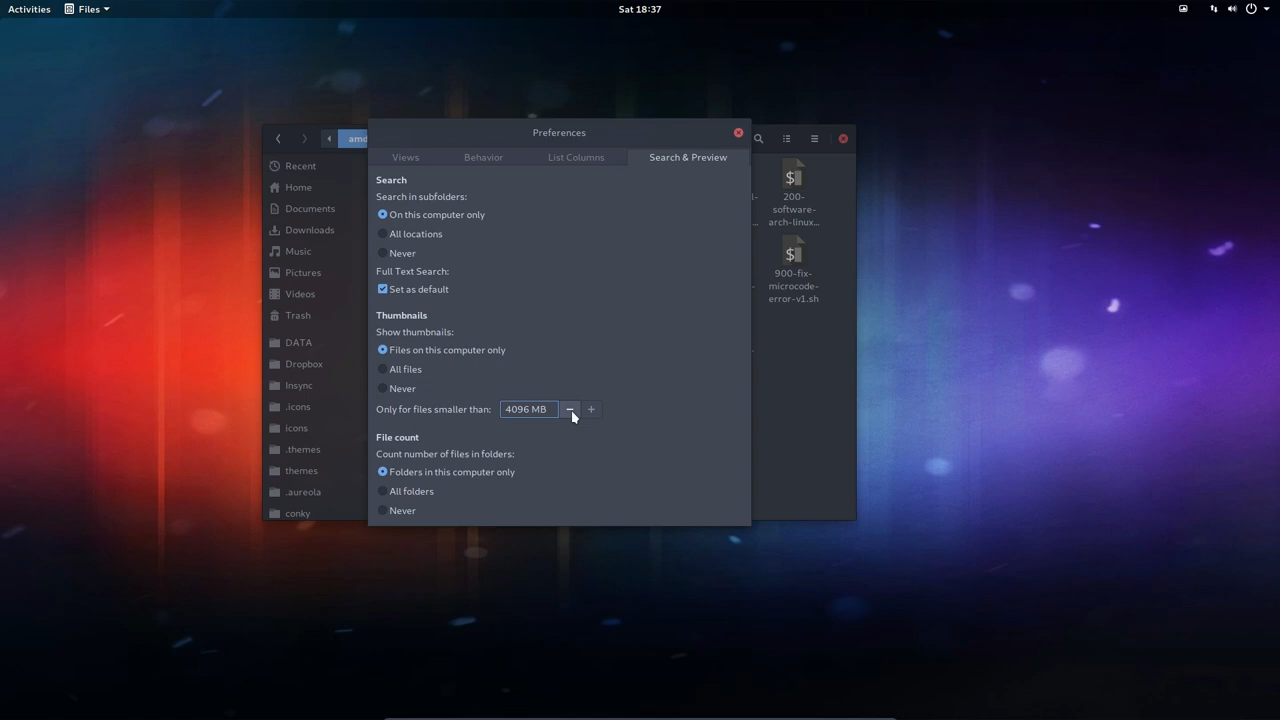 Activities
Files
Sat 18:37
amd
Preferences
Views
Behavior
List Columns
Search & Preview
Recent
Home
Documents
Downloads
Music
Pictures
Videos
Trash
DATA
Dropbox
Insync
.icons
icons
.themes
themes
.aureola
conky
Search
Search in subfolders:
On this computer only
All locations
Never
Full Text Search:
Set as default
Thumbnails
Show thumbnails:
Files on this computer only
All files
Never
Only for files smaller than: 4096 MB
File count
Count number of files in folders:
Folders in this computer only
All folders
Never
200-
software-
arch-linux...
900-fix-
microcode-
error-v1.sh